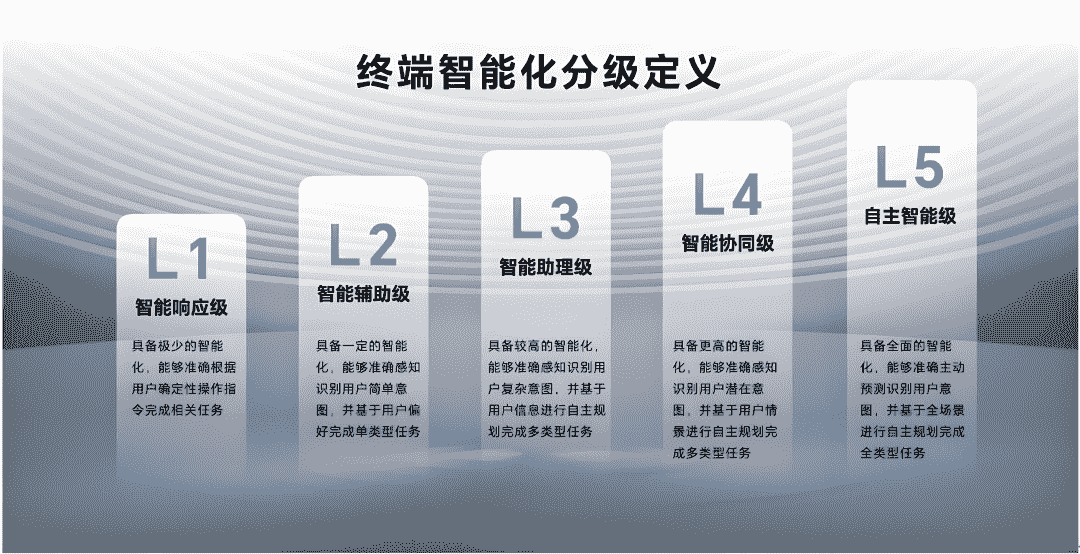 终端智能化分级定义
L1
智能响应级
具备极少的智能
化，能够准确根据
用户确定性操作指
令完成相关任务
L2
智能辅助级
具备一定的智能
化，能够准确感知
识别用户简单意
图，并基于用户偏
好完成单类型任务
L3
智能助理级
具备较高的智能化，
能够准确感知识别用
户复杂意图，并基于
用户信息进行自主规
划完成多类型任务
L4
智能协同级
具备更高的智能
化，能够准确感知
识别用户潜在意
图，并基于用户情
景进行自主规划完
成多类型任务
L5
自主智能级
具备全面的智能
化，能够准确主动
预测识别用户意
图，并基于全场景
进行自主规划完成
全类型任务